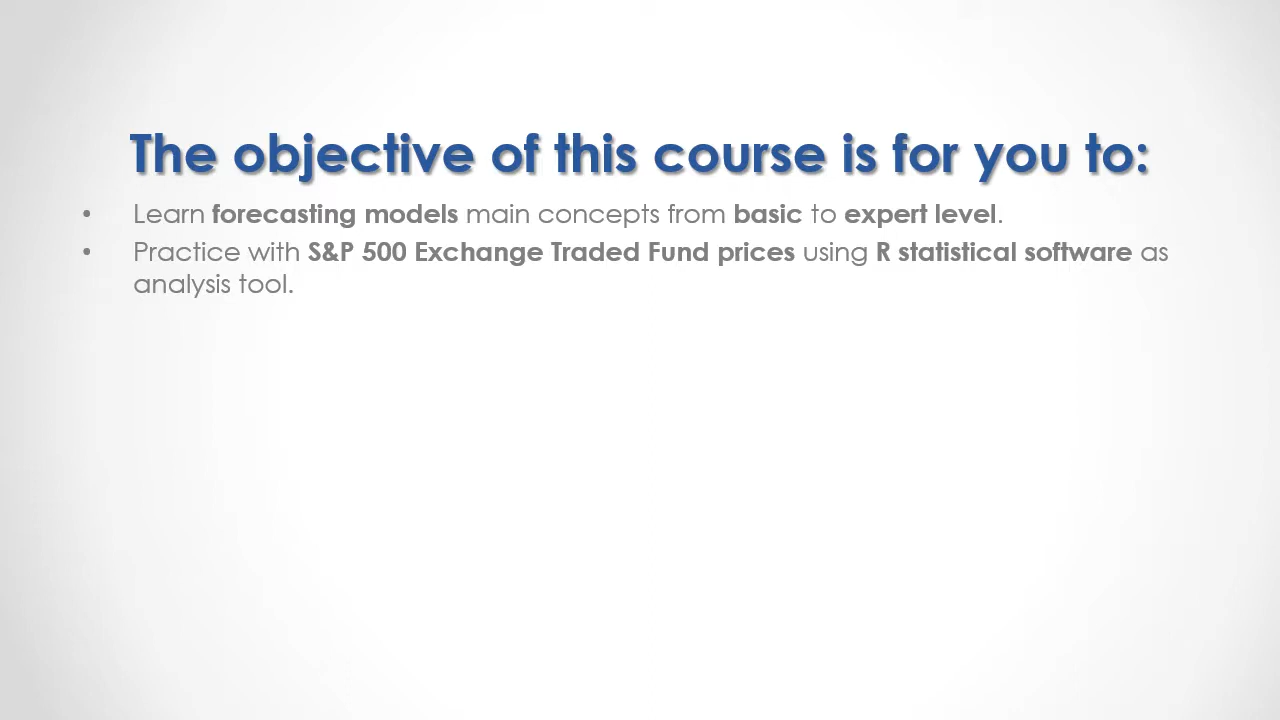 The objective of this course is for you to:
• Learn forecasting models main concepts from basic to expert level.
• Practice with S&P 500 Exchange Traded Fund prices using R statistical software as
analysis tool.